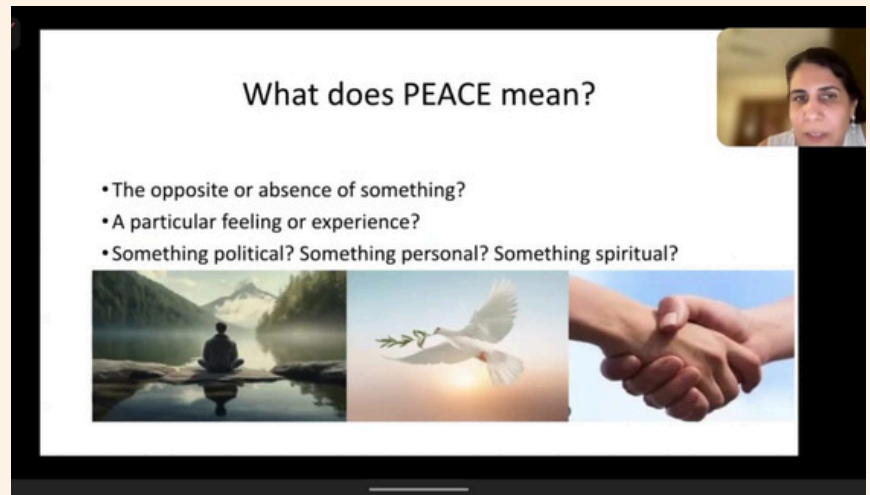 What does PEACE mean?
•The opposite or absence of something?
•A particular feeling or experience?
•Something political? Something personal? Something spiritual?